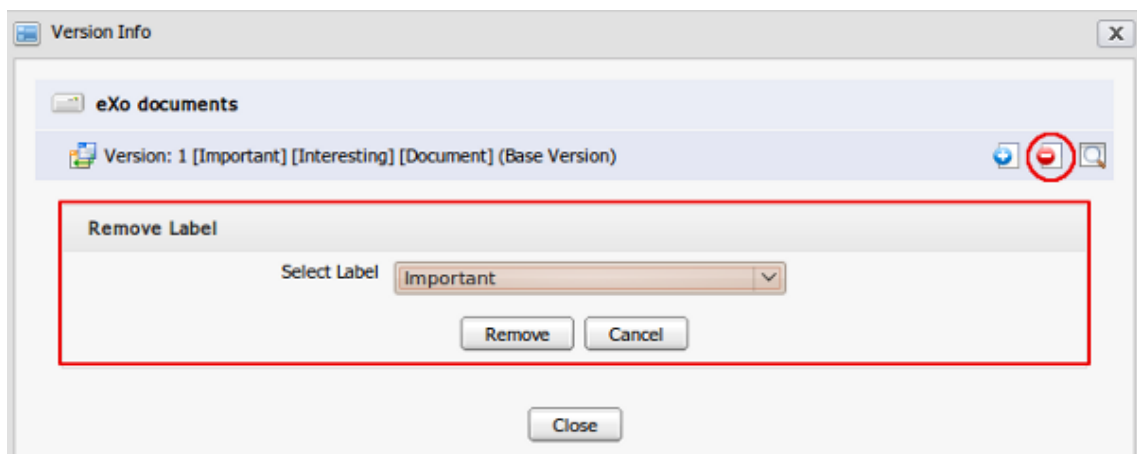 Version Info
eXo documents
Version: 1 [Important] [Interesting] [Document] (Base Version)
Remove Label
Select Label Important
Remove Cancel
Close